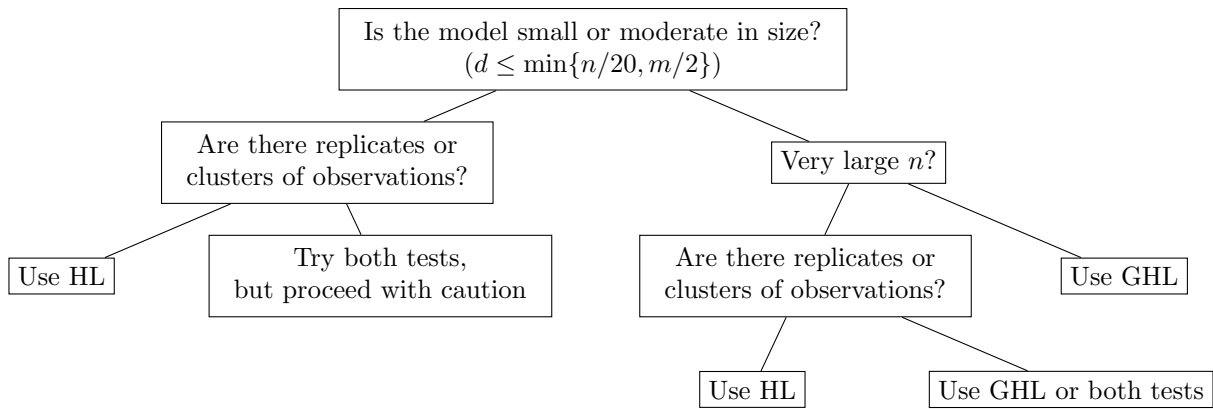 Is the model small or moderate in size?
(d ≤ min{n/20, m/2})
Are there replicates or
clusters of observations?
Very large n?
Use HL
Try both tests,
but proceed with caution
Are there replicates or
clusters of observations?
Use GHL
Use HL
Use GHL or both tests